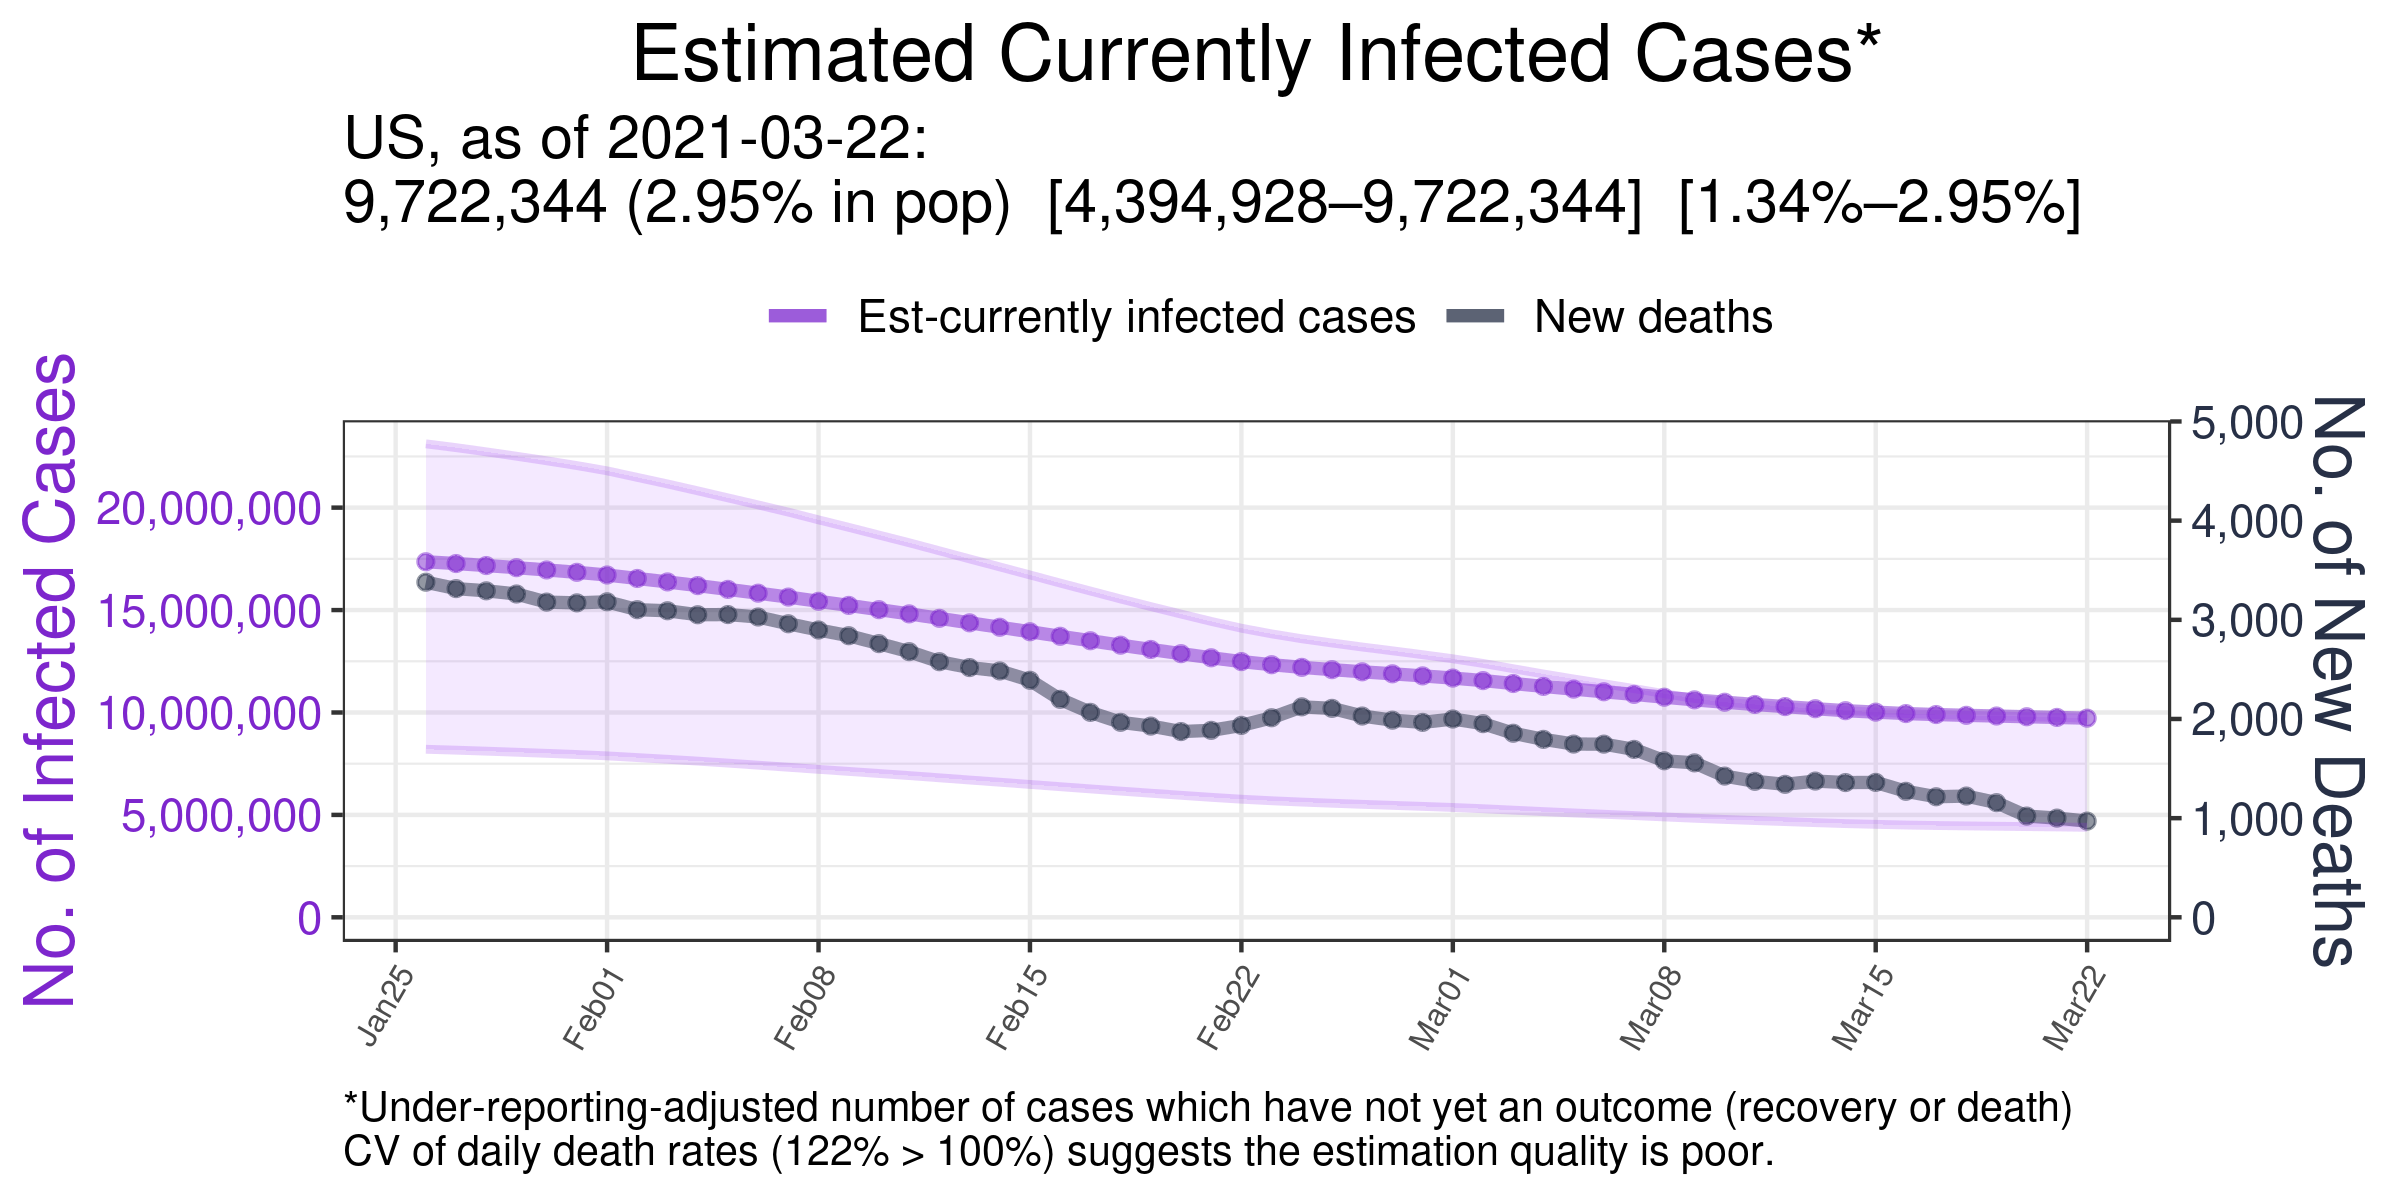 Estimated Currently Infected Cases*
US, as of 2021-03-22:
9,722,344 (2.95% in pop)  [4,394,928–9,722,344]  [1.34%–2.95%]
Est-currently infected cases
New deaths
No. of Infected Cases
20,000,000
15,000,000
10,000,000
5,000,000
0
5,000
4,000
3,000
2,000
1,000
0
No. of New Deaths
Jan25
Feb01
Feb08
Feb15
Feb22
Mar01
Mar08
Mar15
Mar22
*Under-reporting-adjusted number of cases which have not yet an outcome (recovery or death)
CV of daily death rates (122% > 100%) suggests the estimation quality is poor.